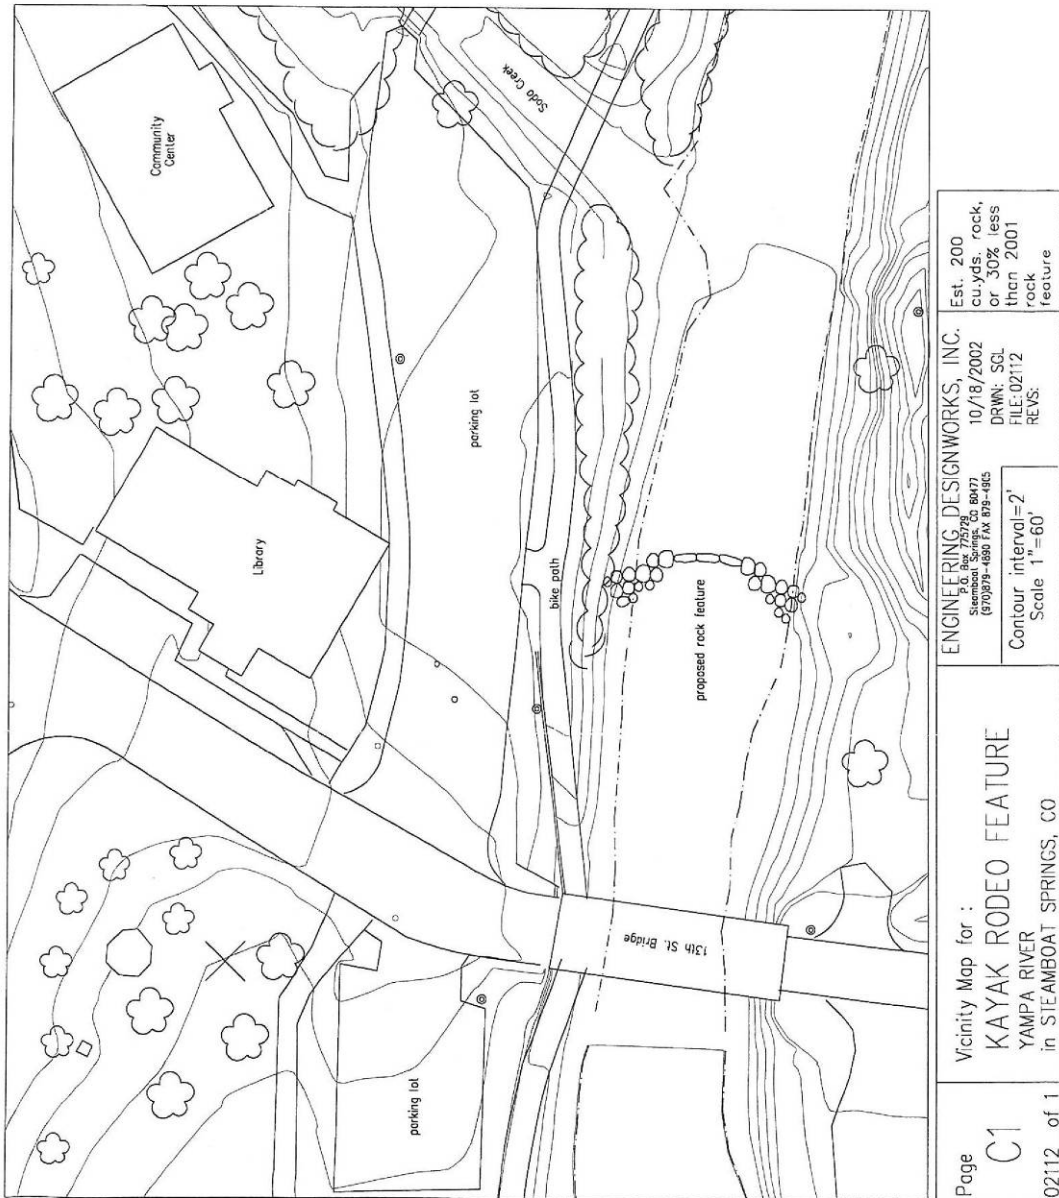 Community
Center
Soda Creek
parking lot
Library
bike path
proposed rock feature
13th St. Bridge
parking lot
Page
C1
02112 of 1
Vicinity Map for :
KAYAK RODEO FEATURE
YAMPA RIVER
in STEAMBOAT SPRINGS, CO
ENGINEERING DESIGNWORKS, INC.
P.O. Box 775729
Steamboat Springs, CO 80477
(970)879-4890 FAX 879-4905
10/18/2002
DRWN: SGL
FILE:02112
REVS:
Contour interval=2'
Scale 1"=60'
Est. 200
cu.yds. rock,
or 30% less
than 2001
rock
feature